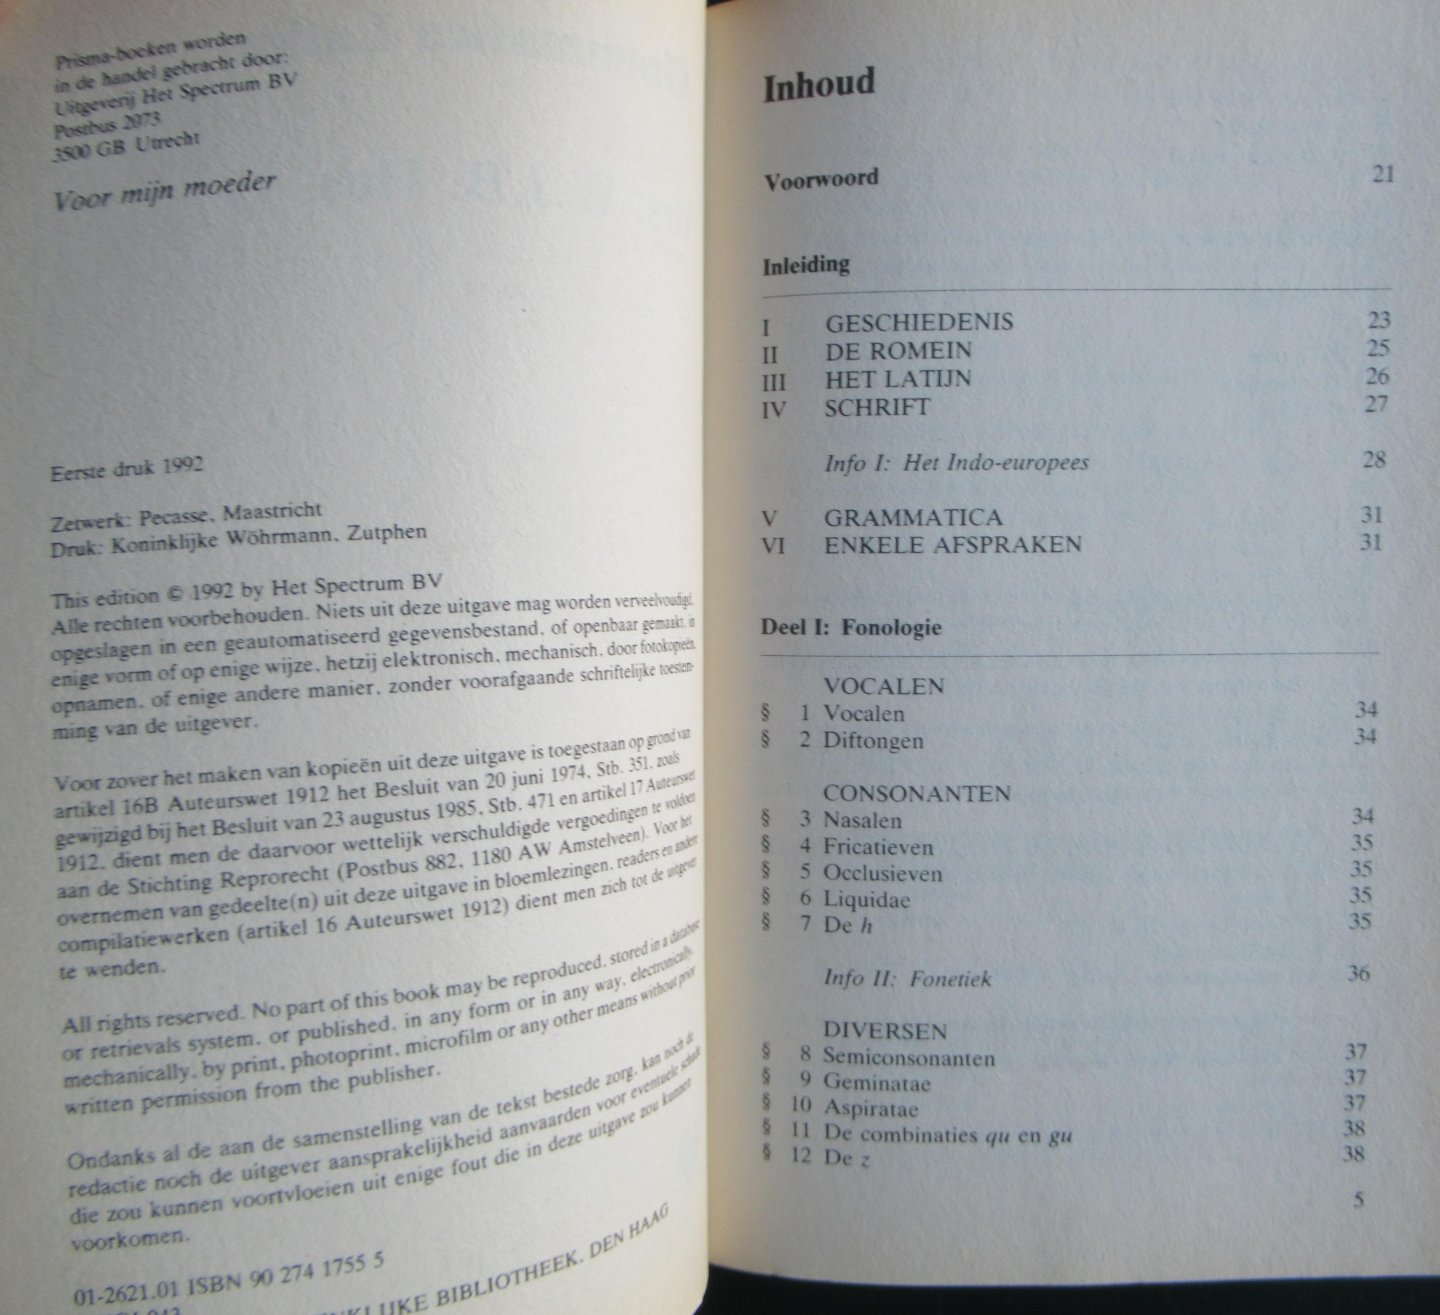 Prisma-boeken worden
in de handel gebracht door:
Uitgeverij Het Spectrum BV
Postbus 2073
3500 GB Utrecht
Voor mijn moeder
Eerste druk 1992
Zetwerk: Pecasse, Maastricht
Druk: Koninklijke Wöhrmann, Zutphen
This edition © 1992 by Het Spectrum BV
Alle rechten voorbehouden. Niets uit deze uitgave mag worden verveelvoudigd,
opgeslagen in een geautomatiseerd gegevensbestand, of openbaar gemaakt, in
enige vorm of op enige wijze, hetzij elektronisch, mechanisch, door fotokopieën,
opnamen, of enige andere manier, zonder voorafgaande schriftelijke toestem-
ming van de uitgever.
Voor zover het maken van kopieën uit deze uitgave is toegestaan op grond van
artikel 16B Auteurswet 1912 het Besluit van 20 juni 1974, Stb. 351, zoals
gewijzigd bij het Besluit van 23 augustus 1985, Stb. 471 en artikel 17 Auteurswet
1912, dient men de daarvoor wettelijk verschuldigde vergoedingen te voldoen
aan de Stichting Reprorecht (Postbus 882, 1180 AW Amstelveen). Voor het
overnemen van gedeelte(n) uit deze uitgave in bloemlezingen, readers en andere
compilatiewerken (artikel 16 Auteurswet 1912) dient men zich tot de uitgever
te wenden.
All rights reserved. No part of this book may be reproduced, stored in a database
or retrievals system, or published, in any form or in any way, electronically,
mechanically, by print, photoprint, microfilm or any other means without prior
written permission from the publisher.
Ondanks al de aan de samenstelling van de tekst bestede zorg, kan noch de
redactie noch de uitgever aansprakelijkheid aanvaarden voor eventuele schade
die zou kunnen voortvloeien uit enige fout die in deze uitgave zou kunnen
voorkomen.
01-2621.01 ISBN 90 274 1755 5
BIBLIOTHEEK, DEN HAAG
Inhoud
Voorwoord 21
Inleiding
I GESCHIEDENIS 23
II DE ROMEIN 25
III HET LATIJN 26
IV SCHRIFT 27
Info I: Het Indo-europees 28
V GRAMMATICA 31
VI ENKELE AFSPRAKEN 31
Deel I: Fonologie
VOCALEN
§ 1 Vocalen 34
§ 2 Diftongen 34
CONSONANTEN
§ 3 Nasalen 34
§ 4 Fricatieven 35
§ 5 Occlusieven 35
§ 6 Liquidae 35
§ 7 De h 35
Info II: Fonetiek 36
DIVERSEN
§ 8 Semiconsonanten 37
§ 9 Geminatae 37
§ 10 Aspiratae 37
§ 11 De combinaties qu en gu 38
§ 12 De z 38
5